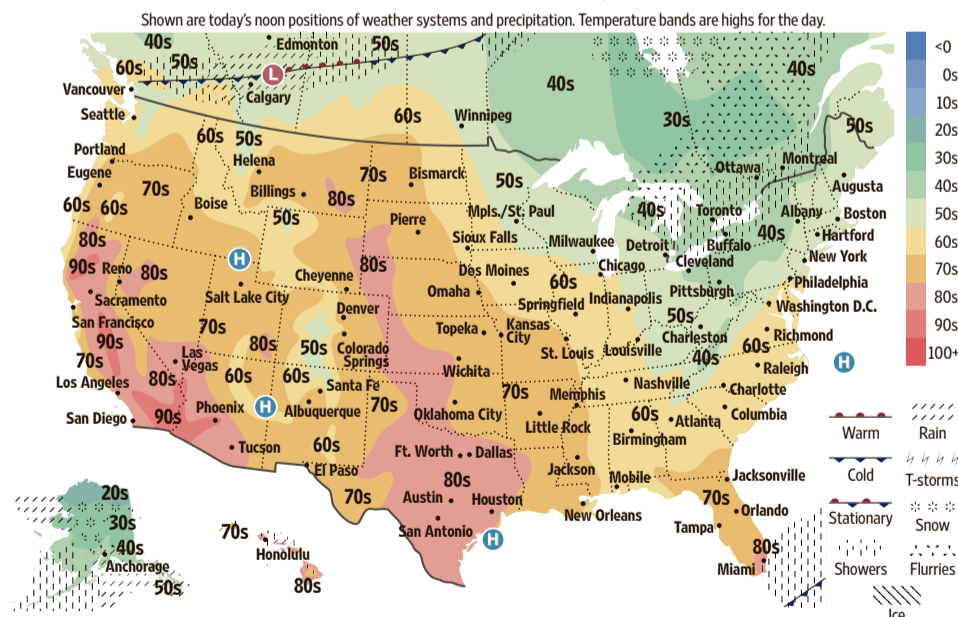 Shown are today's noon positions of weather systems and precipitation. Temperature bands are highs for the day.
40s
Edmonton
50s
60s
50s
L
40s
40s
<0
0s
10s
20s
30s
40s
50s
60s
70s
80s
90s
100+
Vancouver
Calgary
Seattle
60s
Winnipeg
30s
50s
60s
50s
Portland
Helena
Ottawa
Montreal
Eugene
70s
Billings
80s
70s
Bismarck
50s
Augusta
60s
60s
Boise
50s
Pierre
Mpls./St. Paul
40s
Toronto
Albany
Boston
80s
Sioux Falls
Milwaukee
Detroit
Buffalo
40s
Hartford
90s
Reno
80s
H
Cheyenne
80s
Des Moines
Chicago
Cleveland
New York
Sacramento
Salt Lake City
Omaha
60s
Springfield
Indianapolis
Pittsburgh
Philadelphia
San Francisco
70s
Denver
Topeka
Kansas
City
50s
Charleston
Washington D.C.
90s
80s
50s
Colorado
Springs
St. Louis
Louisville
40s
60s
Richmond
70s
Las
Vegas
Wichita
Raleigh
H
Los Angeles
80s
60s
60s
Santa Fe
70s
70s
Memphis
Nashville
Charlotte
San Diego
90s
Phoenix
H
Albuquerque
Oklahoma City
Little Rock
60s
Atlanta
Columbia
Birmingham
Tucson
60s
El Paso
Ft. Worth
Dallas
Jackson
Mobile
Jacksonville
80s
70s
Austin
Houston
New Orleans
70s
Orlando
San Antonio
H
Tampa
80s
Miami
20s
30s
40s
Anchorage
50s
70s
Honolulu
80s
Warm
Rain
Cold
T-storms
Stationary
Snow
Showers
Flurries
Ice